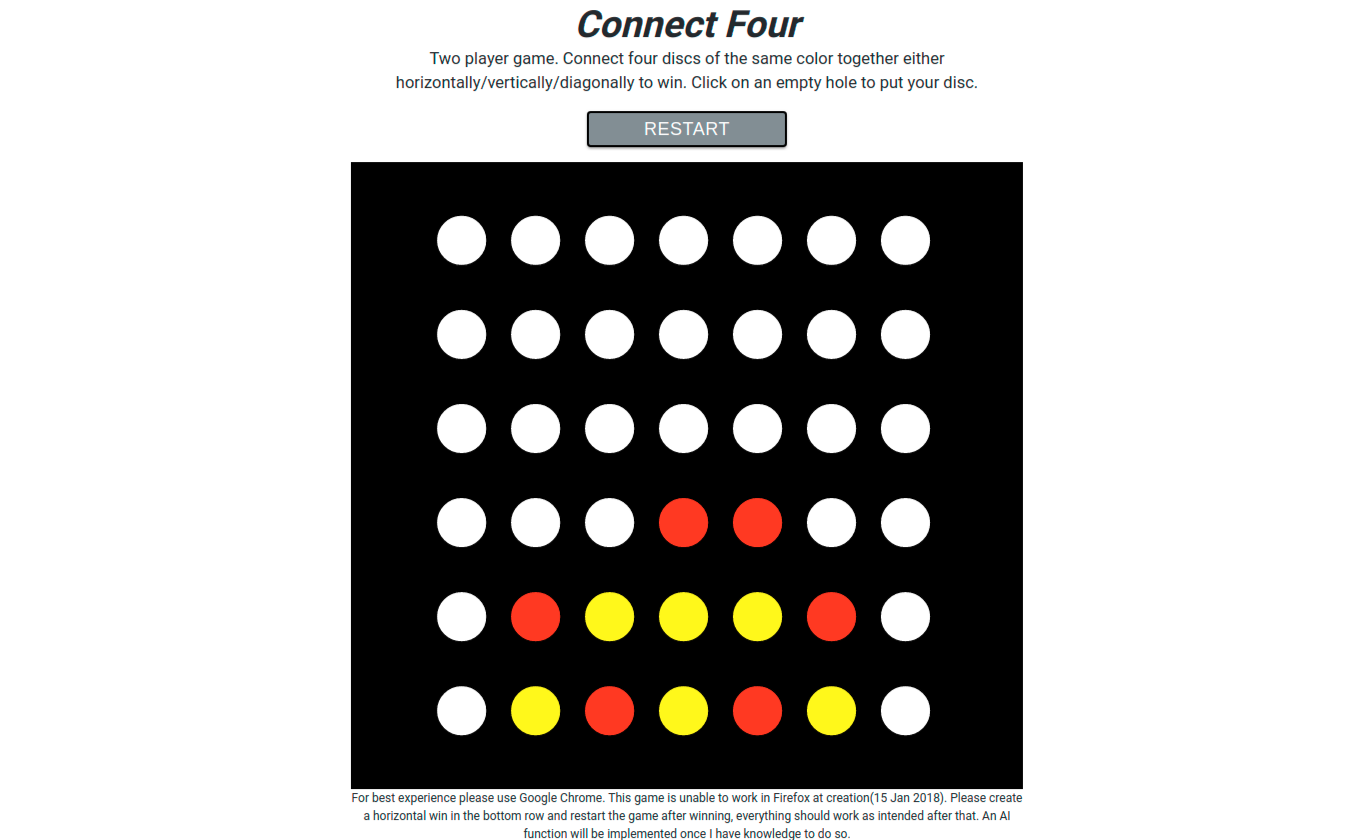 Connect Four
Two player game. Connect four discs of the same color together either
horizontally/vertically/diagonally to win. Click on an empty hole to put your disc.
RESTART
For best experience please use Google Chrome. This game is unable to work in Firefox at creation(15 Jan 2018). Please create
a horizontal win in the bottom row and restart the game after winning, everything should work as intended after that. An AI
function will be implemented once I have knowledge to do so.